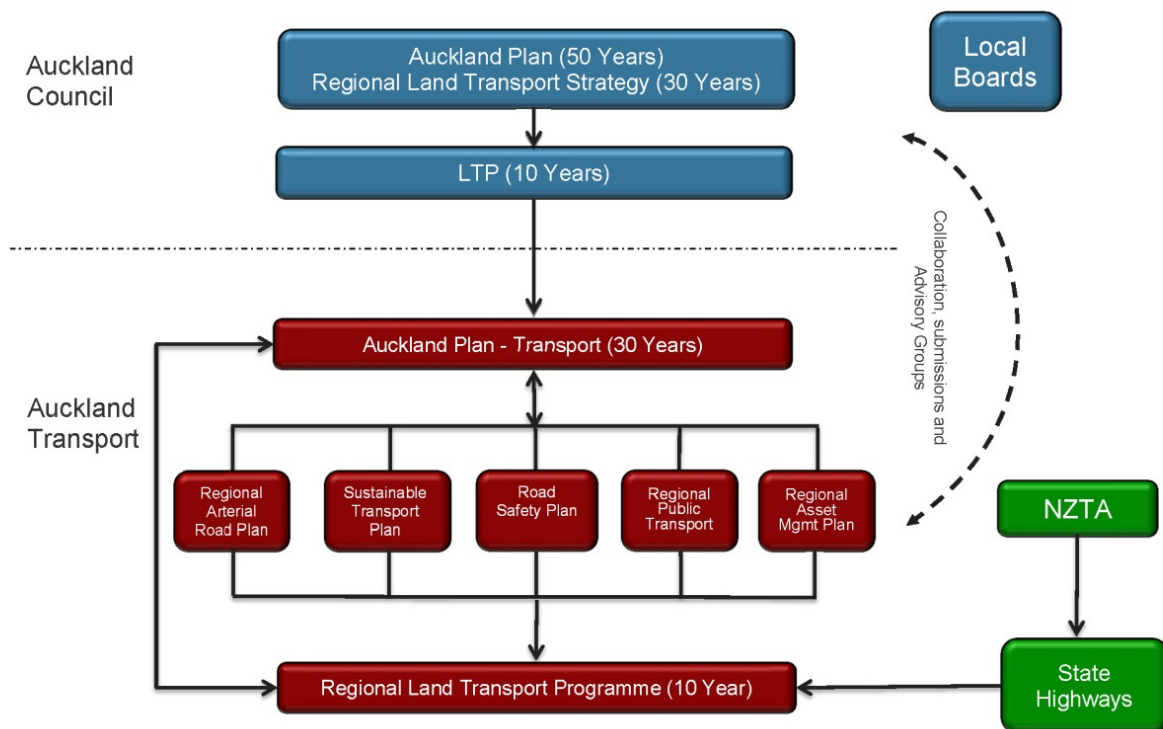 Auckland
Council
Auckland Plan (50 Years)
Regional Land Transport Strategy (30 Years)
Local
Boards
LTP (10 Years)
Collaboration, submissions and
Advisory Groups
Auckland Plan - Transport (30 Years)
Auckland
Transport
Regional
Arterial
Road Plan
Sustainable
Transport
Plan
Road
Safety Plan
Regional
Public
Transport
Regional
Asset
Mgmt Plan
NZTA
Regional Land Transport Programme (10 Year)
State
Highways